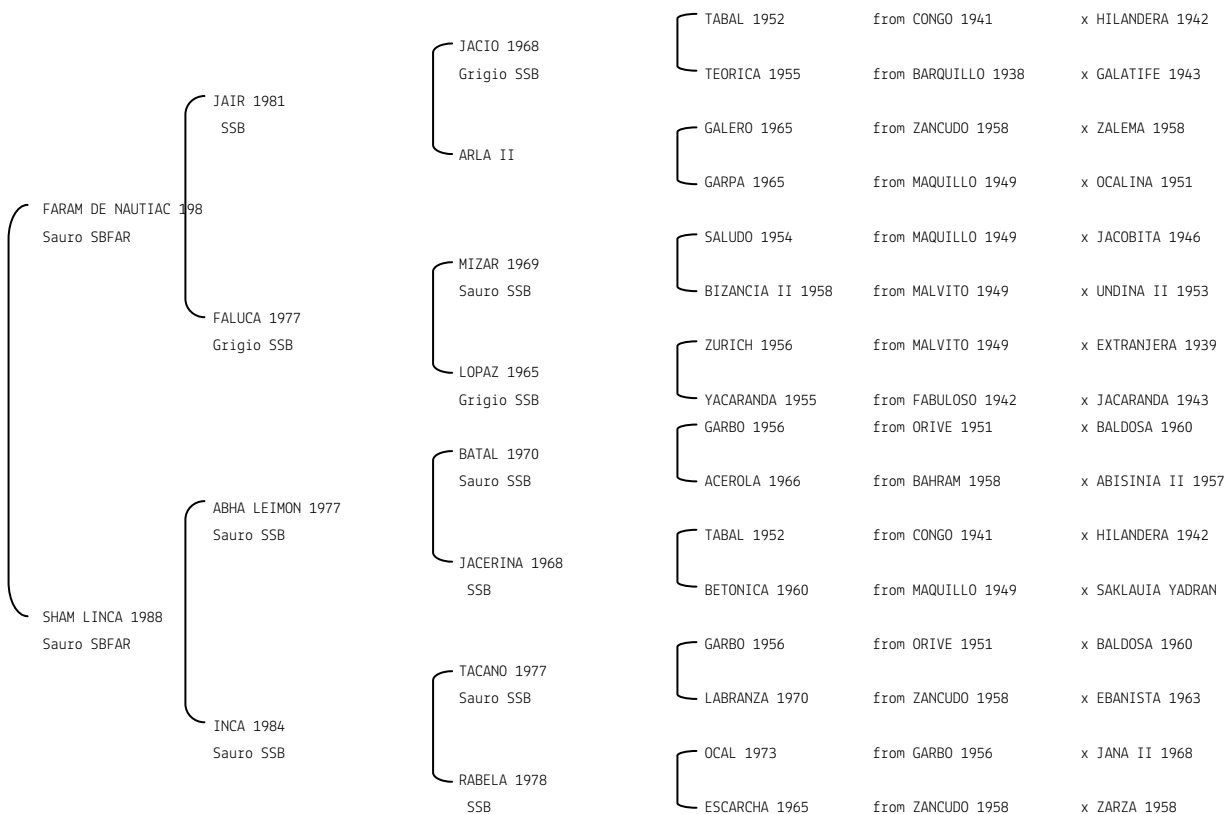 TABAL 1952 from CONGO 1941 x HILANDERA 1942
JACIO 1968
Grigio SSB TEORICA 1955 from BARQUILLO 1938 x GALATIFE 1943
JAIR 1981
SSB GALERO 1965 from ZANCUDO 1958 x ZALEMA 1958
ARLA II
GARPA 1965 from MAQUILLO 1949 x OCALINA 1951
FARAM DE NAUTIAC 198
Sauro SBFAR SALUDO 1954 from MAQUILLO 1949 x JACOBITA 1946
MIZAR 1969
Sauro SSB BIZANCIA II 1958 from MALVITO 1949 x UNDINA II 1953
FALUCA 1977
Grigio SSB ZURICH 1956 from MALVITO 1949 x EXTRANJERA 1939
LOPAZ 1965
Grigio SSB YACARANDA 1955 from FABULOSO 1942 x JACARANDA 1943
GARBO 1956 from ORIVE 1951 x BALDOSA 1960
BATAL 1970
Sauro SSB ACEROLA 1966 from BAHRAM 1958 x ABISINIA II 1957
ABHA LEIMON 1977
Sauro SSB TABAL 1952 from CONGO 1941 x HILANDERA 1942
JACERINA 1968
SSB BETONICA 1960 from MAQUILLO 1949 x SAKLAUIA YADRAN
SHAM LINCA 1988
Sauro SBFAR GARBO 1956 from ORIVE 1951 x BALDOSA 1960
TACANO 1977
Sauro SSB LABRANZA 1970 from ZANCUDO 1958 x EBANISTA 1963
INCA 1984
Sauro SSB OCAL 1973 from GARBO 1956 x JANA II 1968
RABELA 1978
SSB ESCARCHA 1965 from ZANCUDO 1958 x ZARZA 1958